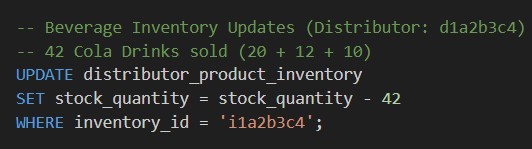 -- Beverage Inventory Updates (Distributor: d1a2b3c4)
-- 42 Cola Drinks sold (20 + 12 + 10)
UPDATE distributor_product_inventory
SET stock_quantity = stock_quantity - 42
WHERE inventory_id = 'i1a2b3c4';